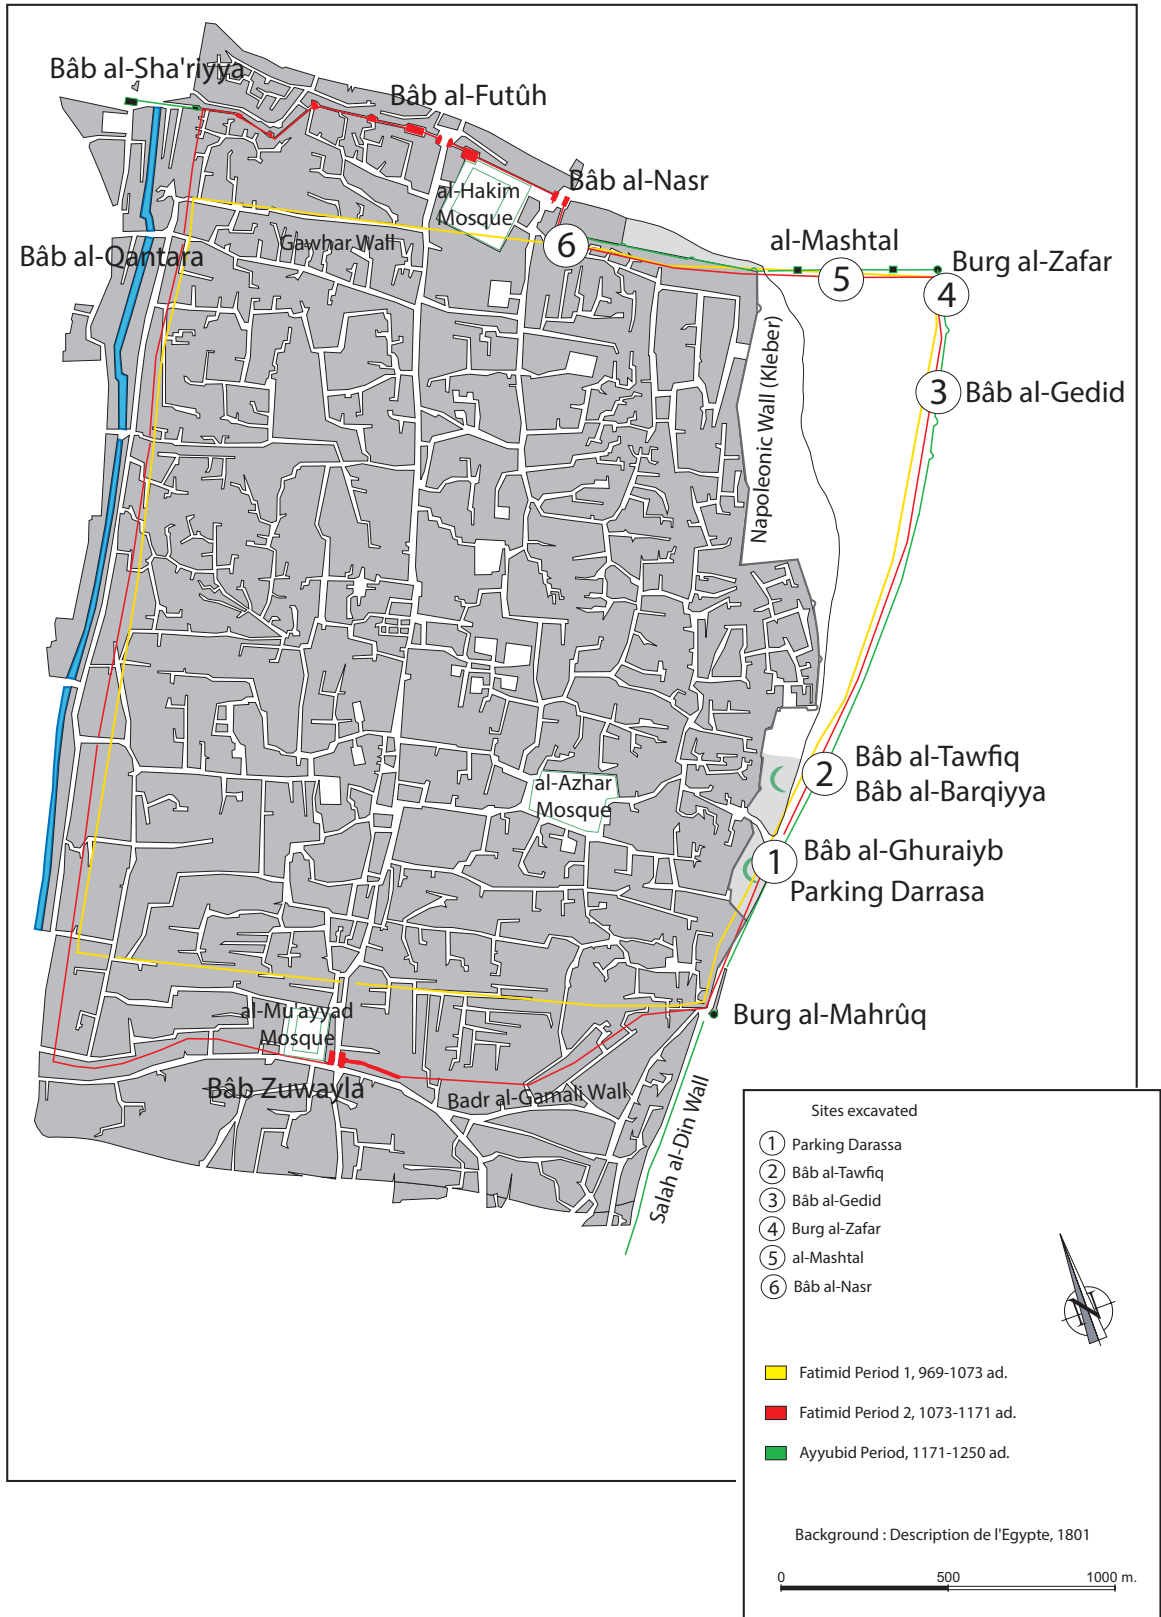 Bâb al-Sha'riyya
Bâb al-Futûh
al-Hakim
Mosque
Bâb al-Nasr
Gawhar Wall
Bâb al-Qantara
6
al-Mashtal
5
Burg al-Zafar
4
3
Bâb al-Gedid
Napoleonic Wall (Kleber)
2
Bâb al-Tawfiq
Bâb al-Barqiyya
al-Azhar
Mosque
1
Bâb al-Ghuraiyb
Parking Darrasa
al-Mu'ayyad
Mosque
Burg al-Mahrûq
Bâb Zuwayla
Badr al-Gamali Wall
Salah al-Din Wall
Sites excavated
1 Parking Darassa
2 Bâb al-Tawfiq
3 Bâb al-Gedid
4 Burg al-Zafar
5 al-Mashtal
6 Bâb al-Nasr
N
Fatimid Period 1, 969-1073 ad.
Fatimid Period 2, 1073-1171 ad.
Ayyubid Period, 1171-1250 ad.
Background : Description de l'Egypte, 1801
0 500 1000 m.